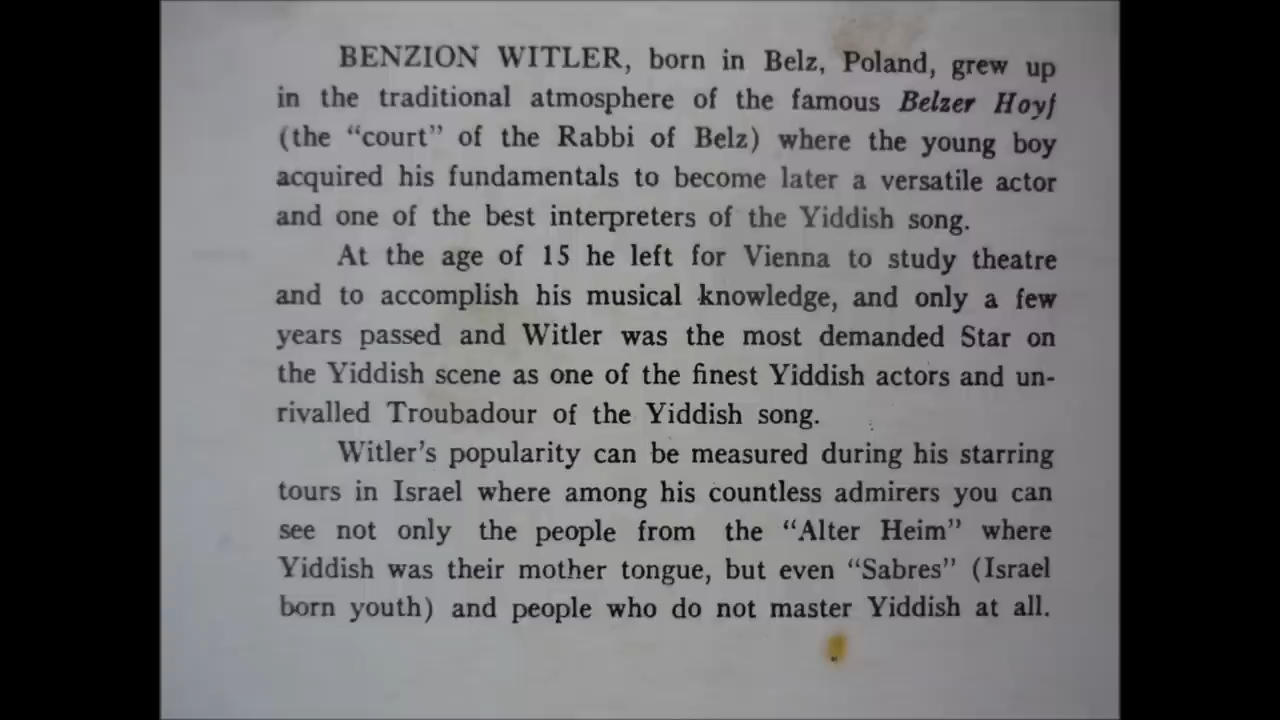 BENZION WITLER, born in Belz, Poland, grew up
in the traditional atmosphere of the famous Belzer Hoyf
(the “court” of the Rabbi of Belz) where the young boy
acquired his fundamentals to become later a versatile actor
and one of the best interpreters of the Yiddish song.
At the age of 15 he left for Vienna to study theatre
and to accomplish his musical knowledge, and only a few
years passed and Witler was the most demanded Star on
the Yiddish scene as one of the finest Yiddish actors and un-
rivalled Troubadour of the Yiddish song.
Witler’s popularity can be measured during his starring
tours in Israel where among his countless admirers you can
see not only the people from the “Alter Heim” where
Yiddish was their mother tongue, but even “Sabres” (Israel
born youth) and people who do not master Yiddish at all.